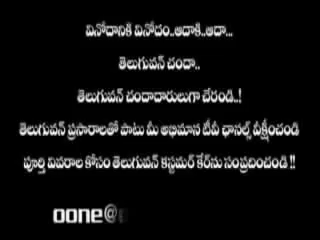 వినోదానికి వినోదం..ఆదాకి..ఆదా...
తెలుగువన్ చందా..
తెలుగువన్ చందాదారులుగా చేరండి..!
తెలుగువన్ ప్రసారాలతో పాటు మీ అభిమాన టీవీ ఛానల్స్ వీక్షించండి
పూర్తి వివరాల కోసం తెలుగువన్ కస్టమర్ కేర్‌ను సంప్రదించండి !!
oone@